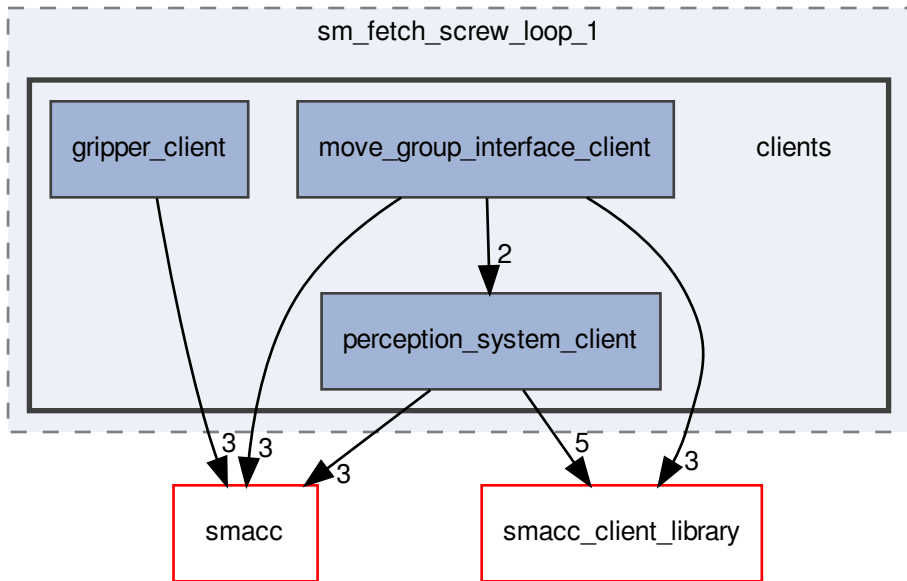 sm_fetch_screw_loop_1
gripper_client
move_group_interface_client
clients
2
perception_system_client
3
3
3
5
3
smacc
smacc_client_library